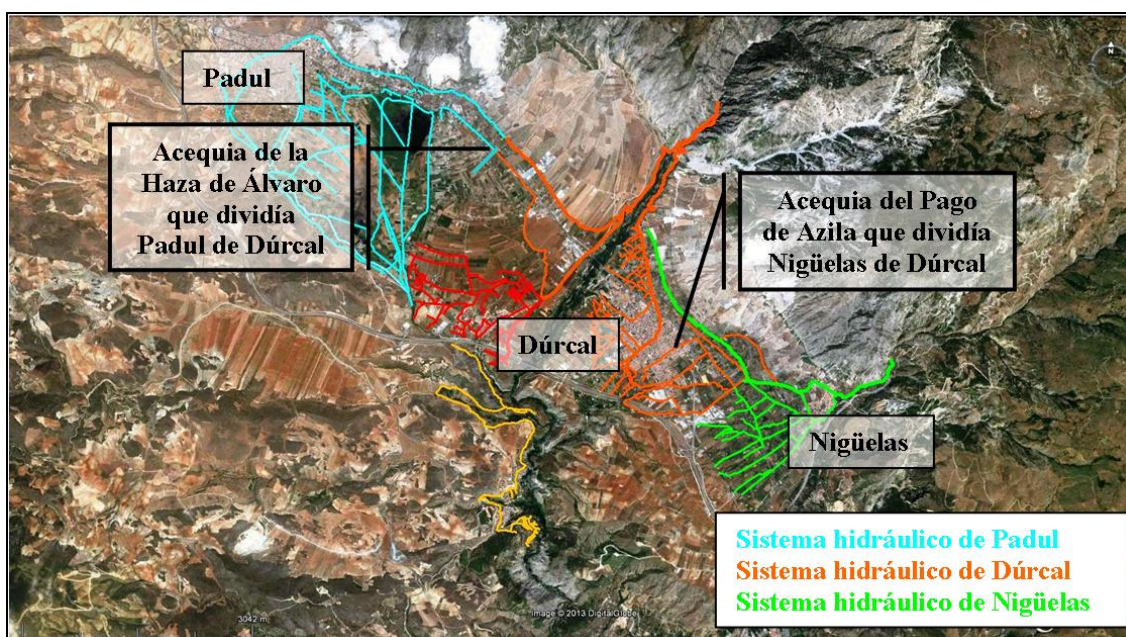 Padul
Acequia de la
Haza de Álvaro
que dividía
Padul de Dúrcal
Acequia del Pago
de Azila que dividía
Nigüelas de Dúrcal
Dúrcal
Nigüelas
Sistema hidráulico de Padul
Sistema hidráulico de Dúrcal
Sistema hidráulico de Nigüelas
Image © 2013 DigitalGlobe
3042 m